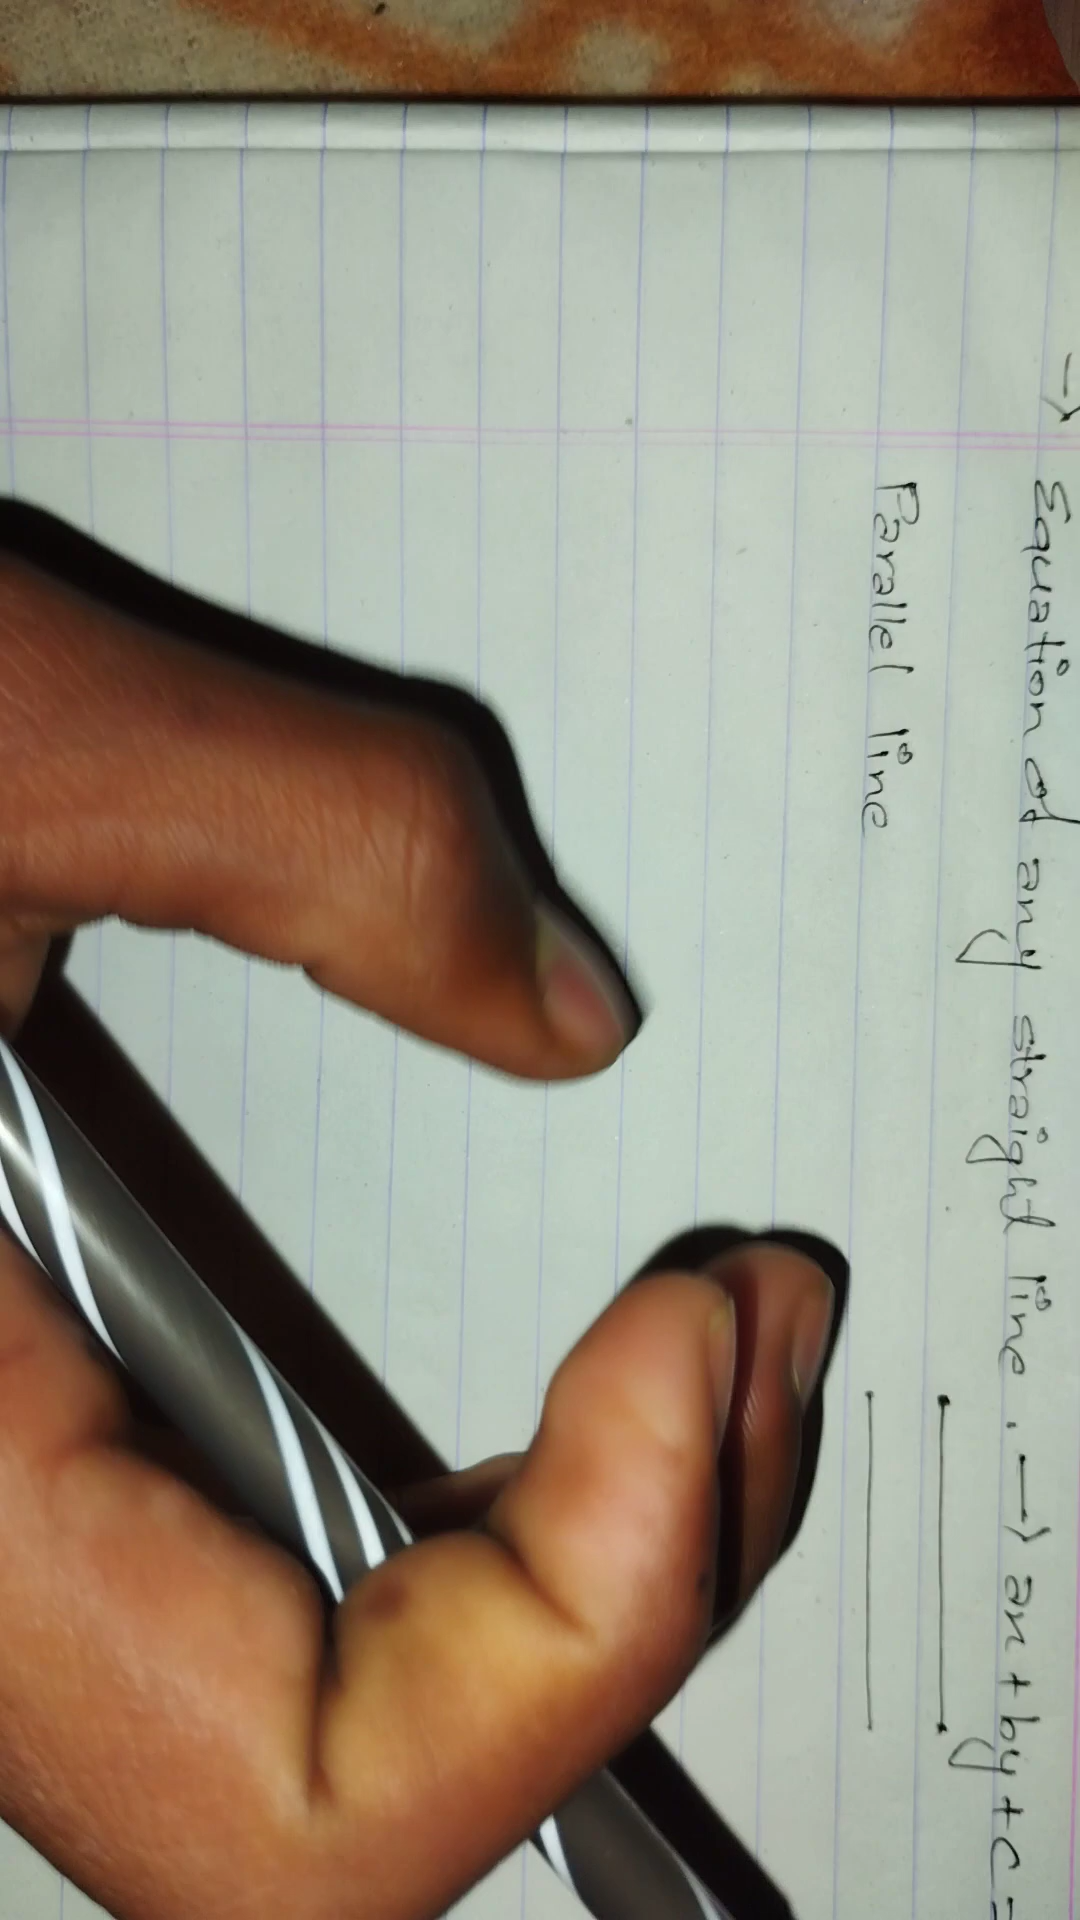 → Equation of any straight line. → ax + by + c =
Parallel line